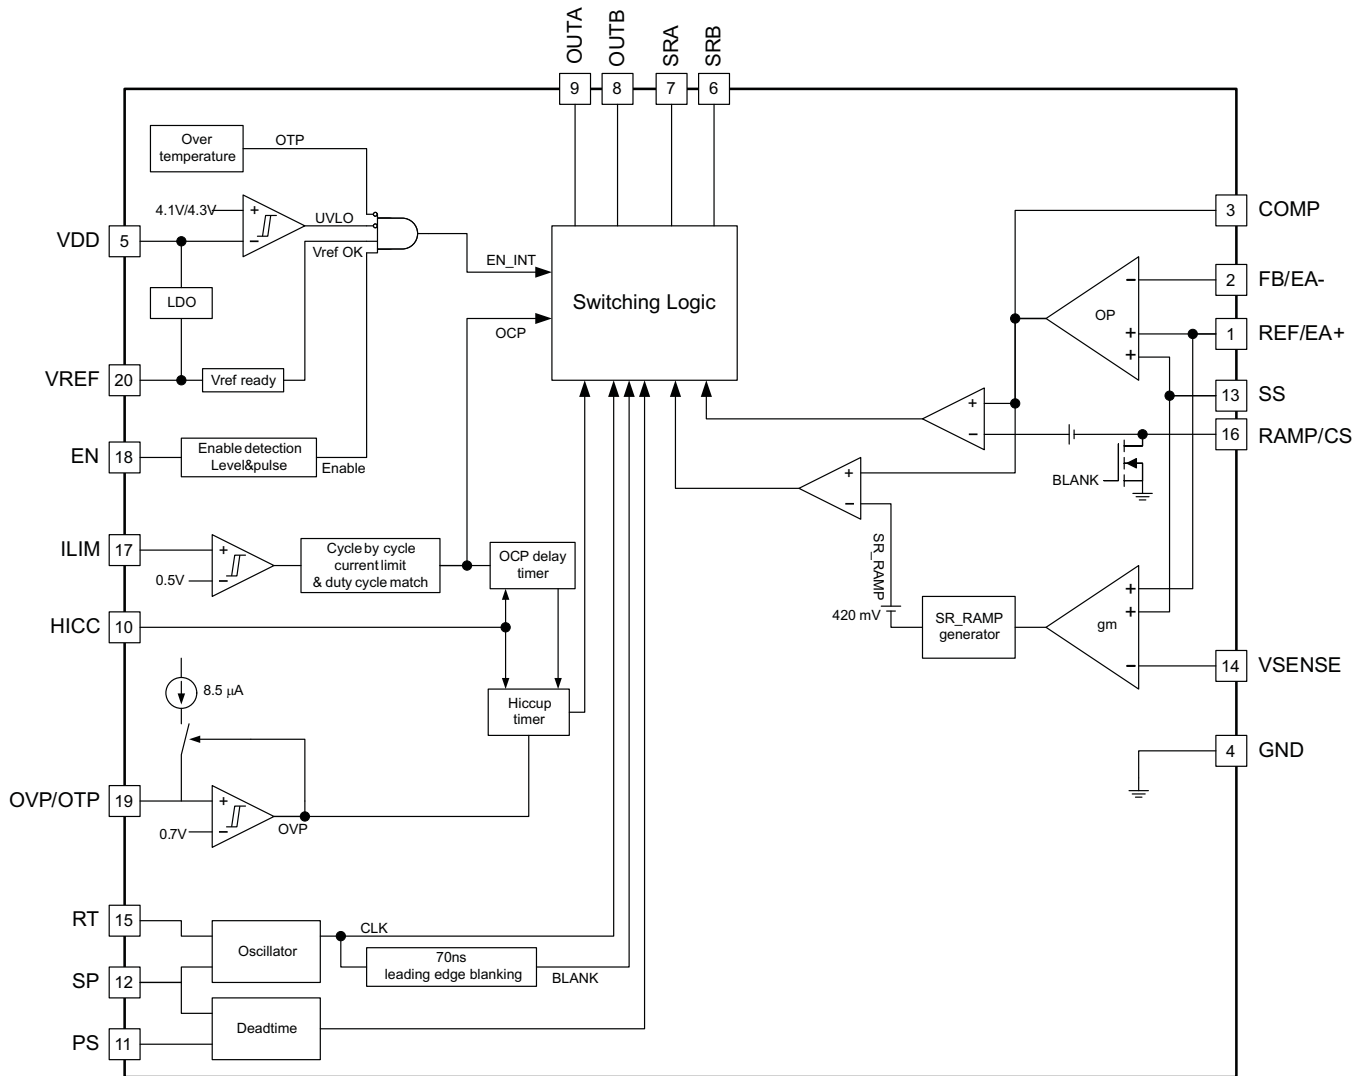 OUTA
OUTB
SRA
SRB
9
8
7
6
Over
temperature
OTP
4.1V/4.3V
+
−
UVLO
VDD
5
Vref OK
LDO
EN_INT
Switching Logic
OCP
VREF
20
Vref ready
EN
18
Enable detection
Level&pulse
Enable
ILIM
17
+
0.5V
−
Cycle by cycle
current limit
& duty cycle match
OCP delay
timer
HICC
10
8.5 μA
Hiccup
timer
OVP/OTP
19
+
0.7V
−
OVP
RT
15
Oscillator
CLK
70ns
leading edge blanking
BLANK
SP
12
Deadtime
PS
11
3
COMP
−
2
FB/EA-
OP
+
1
REF/EA+
+
13
SS
+
−
16
RAMP/CS
BLANK
+
−
SR_RAMP
420 mV
SR_RAMP
generator
+
+
gm
−
14
VSENSE
4
GND